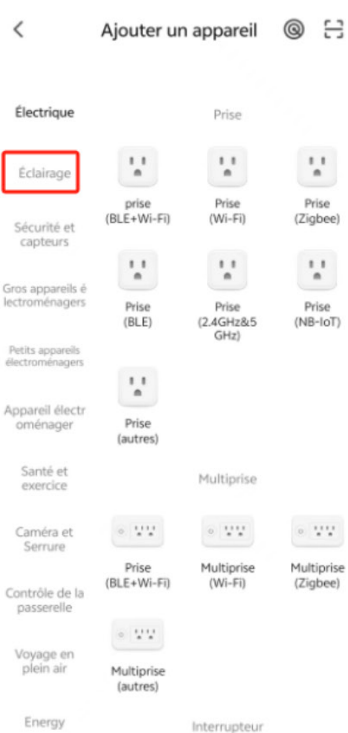 Ajouter un appareil
Électrique
Éclairage
Sécurité et
capteurs
Gros appareils é
lectroménagers
Petits appareils
électroménagers
Appareil électr
oménager
Santé et
exercice
Caméra et
Serrure
Contrôle de la
passerelle
Voyage en
plein air
Energy
Prise
prise
(BLE+Wi-Fi)
Prise
(Wi-Fi)
Prise
(Zigbee)
Prise
(BLE)
Prise
(2.4GHz&5
GHz)
Prise
(NB-IoT)
Prise
(autres)
Multiprise
Prise
(BLE+Wi-Fi)
Multiprise
(Wi-Fi)
Multiprise
(Zigbee)
Multiprise
(autres)
Interrupteur